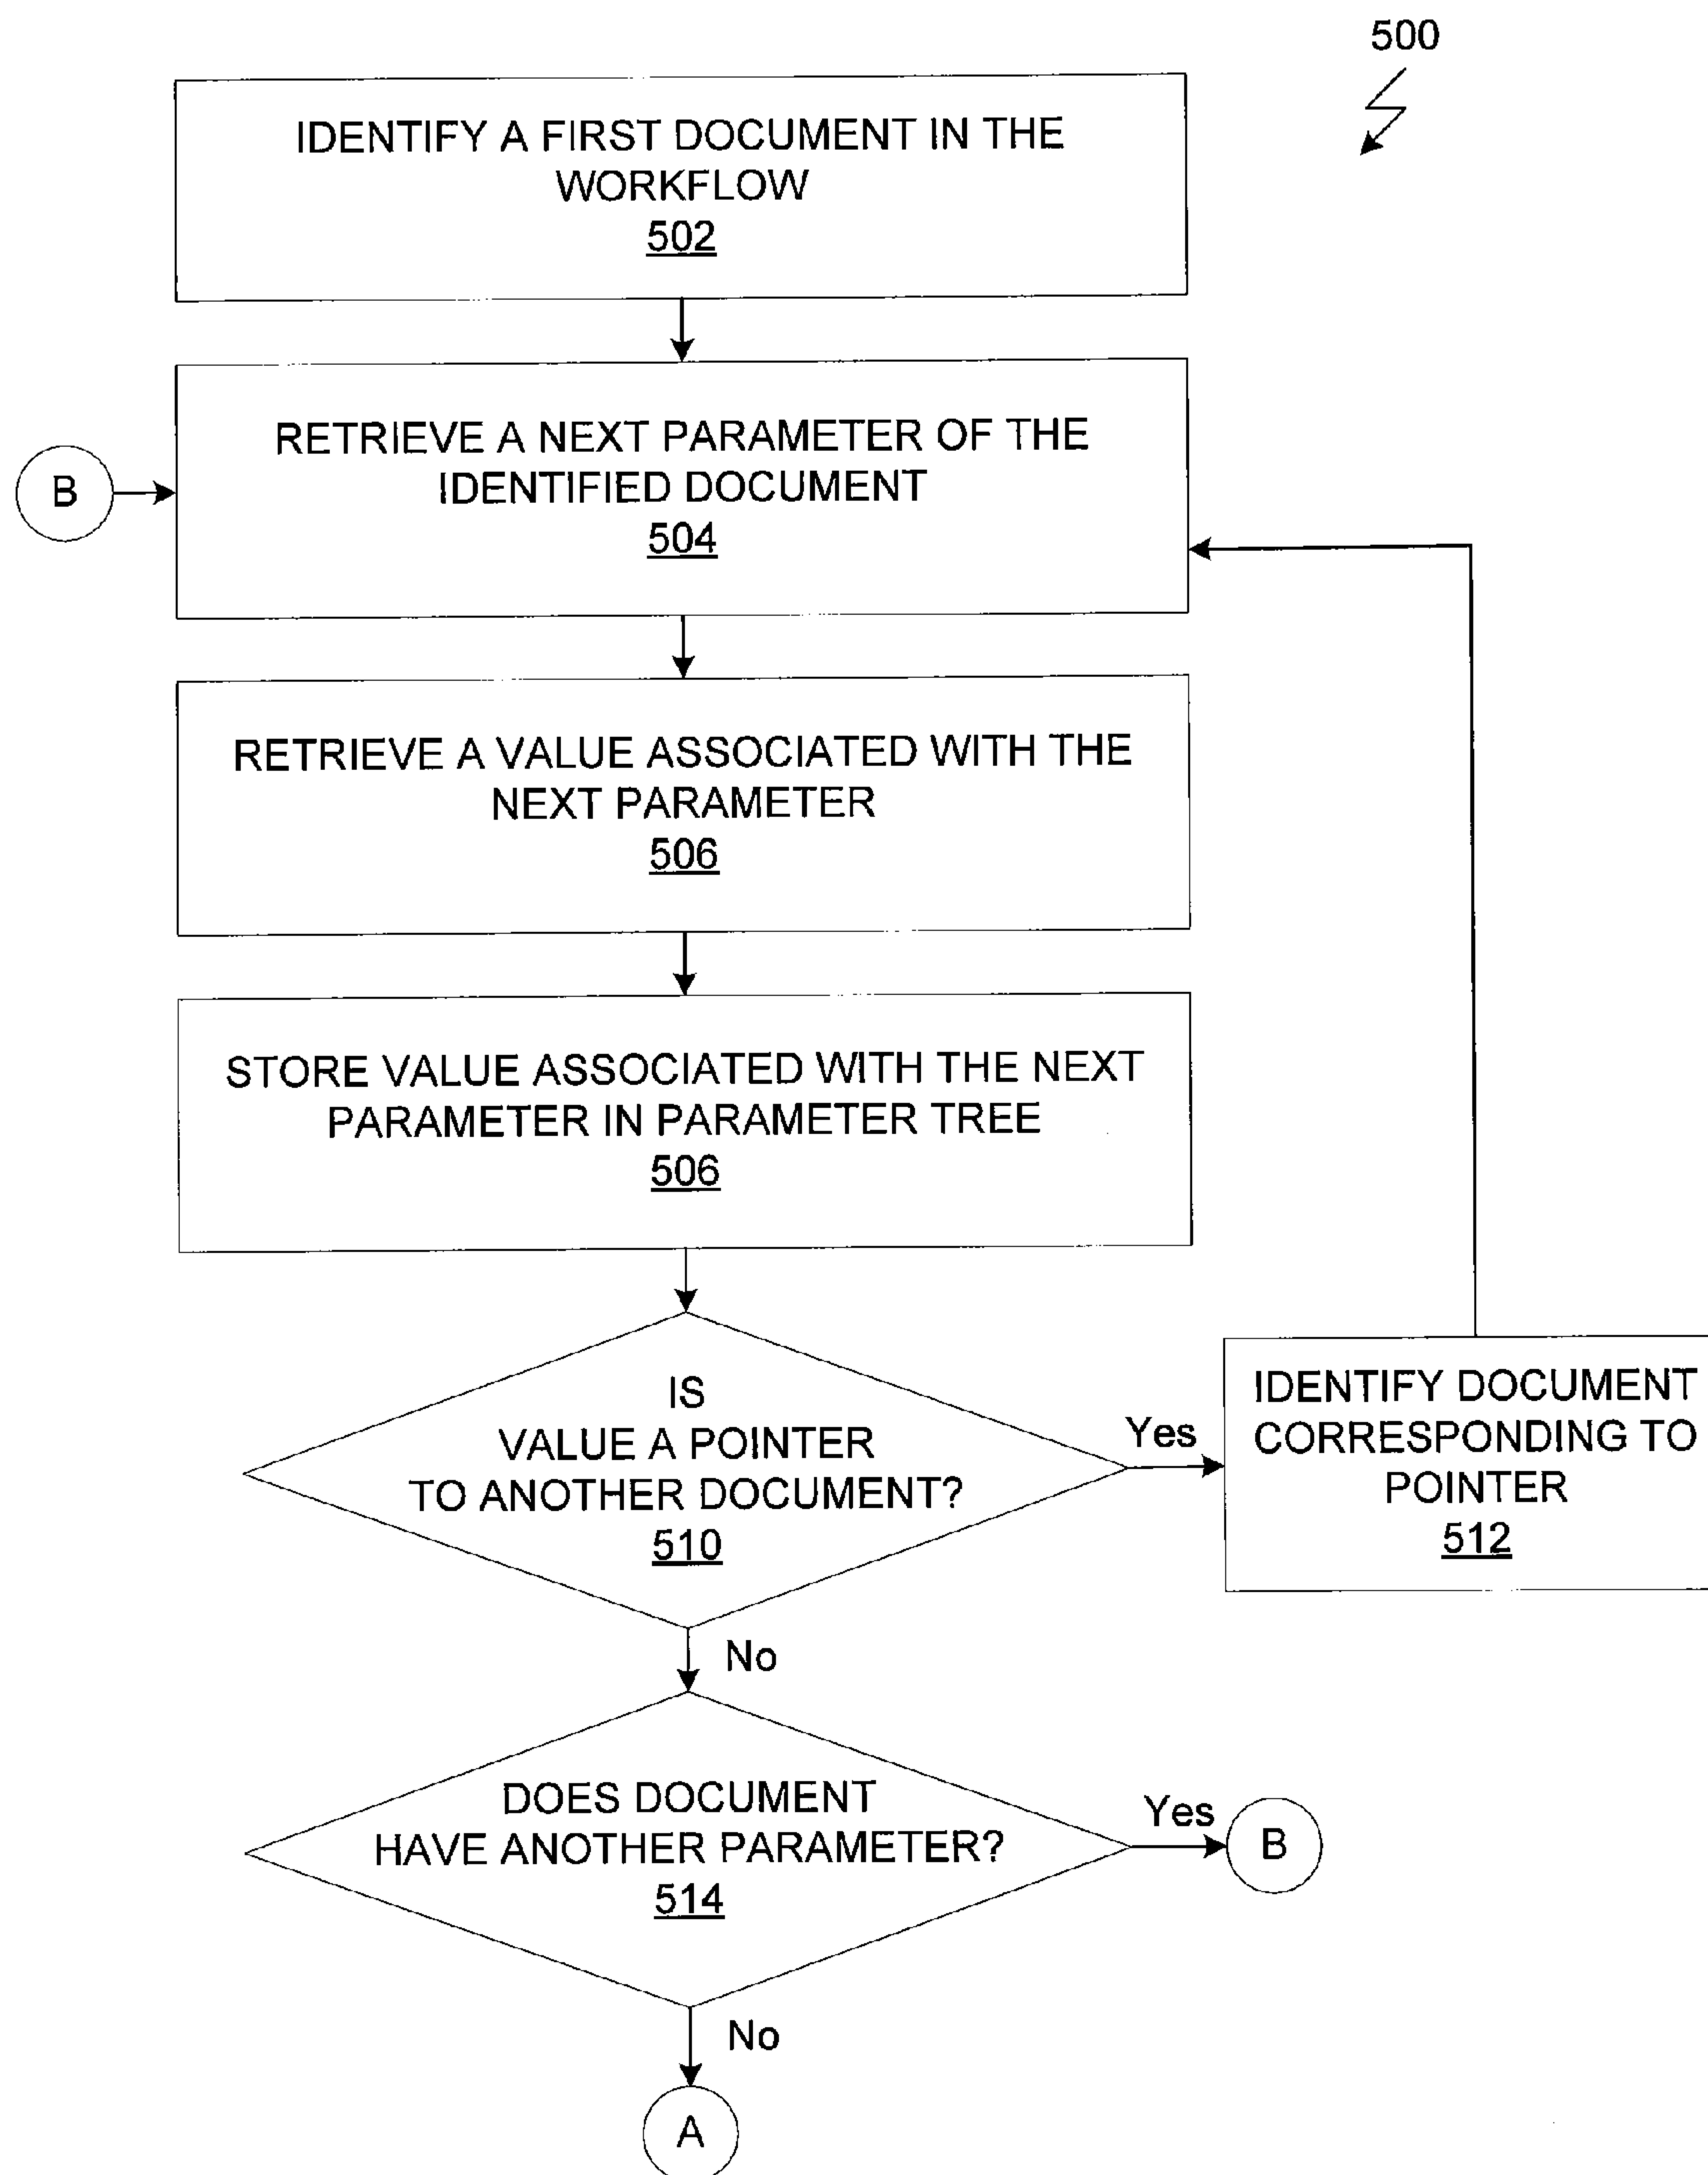 500
IDENTIFY A FIRST DOCUMENT IN THE
WORKFLOW
502
RETRIEVE A NEXT PARAMETER OF THE
IDENTIFIED DOCUMENT
504
B
RETRIEVE A VALUE ASSOCIATED WITH THE
NEXT PARAMETER
506
STORE VALUE ASSOCIATED WITH THE NEXT
PARAMETER IN PARAMETER TREE
506
IS
VALUE A POINTER
TO ANOTHER DOCUMENT?
510
Yes
IDENTIFY DOCUMENT
CORRESPONDING TO
POINTER
512
No
DOES DOCUMENT
HAVE ANOTHER PARAMETER?
514
Yes
B
No
A